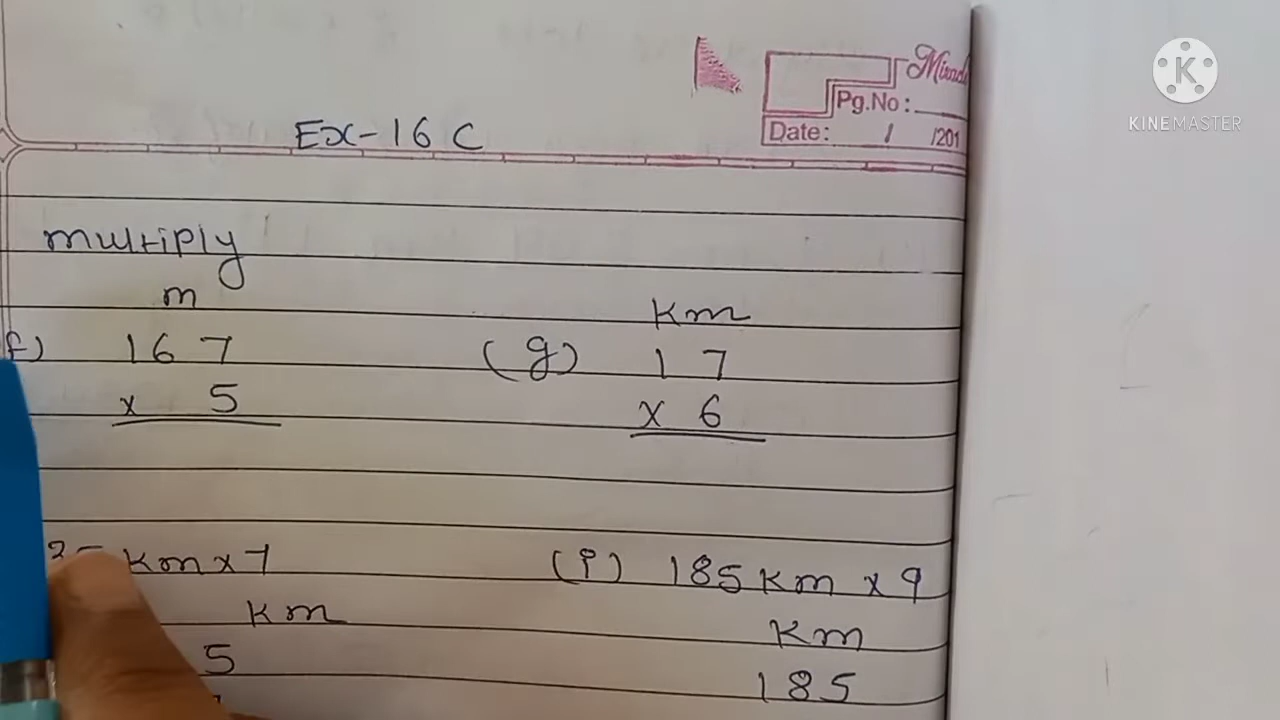 Pg.No:
Date: / /201
KINEMASTER
Ex-16 C
multiply
m
Km
167
(g) 17
x 5
x 6
Km x 7
(i) 185 Km x 9
Km
Km
5
185